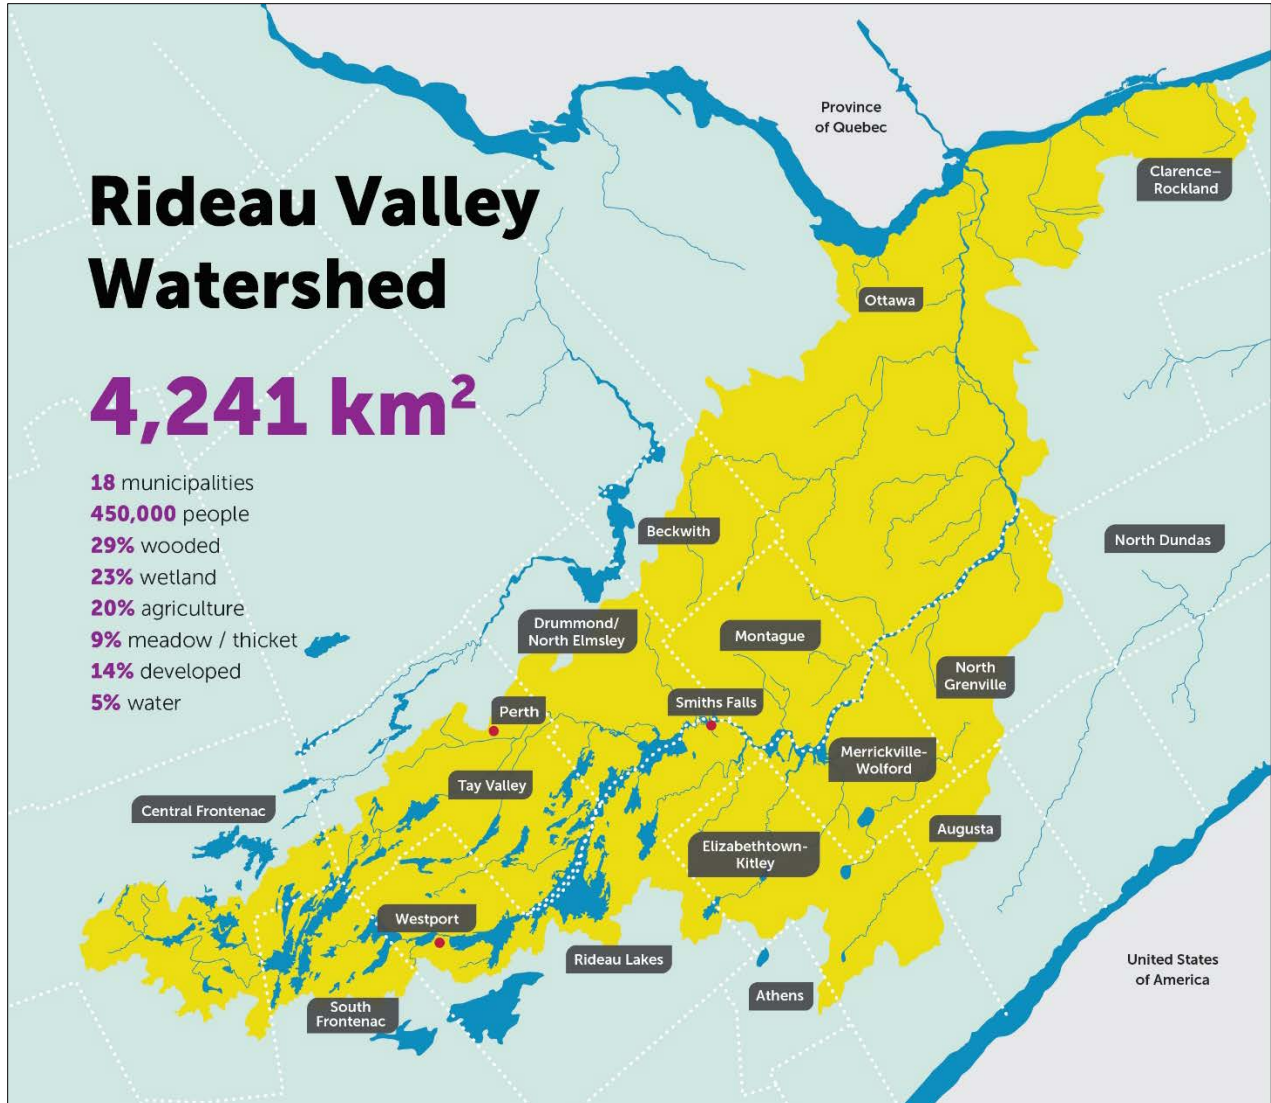 Rideau Valley
Watershed
4,241 km²
18 municipalities
450,000 people
29% wooded
23% wetland
20% agriculture
9% meadow / thicket
14% developed
5% water
Province
of Quebec
Clarence–
Rockland
Ottawa
Beckwith
North Dundas
Drummond/
North Elmsley
Montague
North
Grenville
Perth
Smiths Falls
Merrickville-
Wolford
Tay Valley
Central Frontenac
Augusta
Elizabethtown-
Kitley
Westport
Rideau Lakes
United States
of America
Athens
South
Frontenac